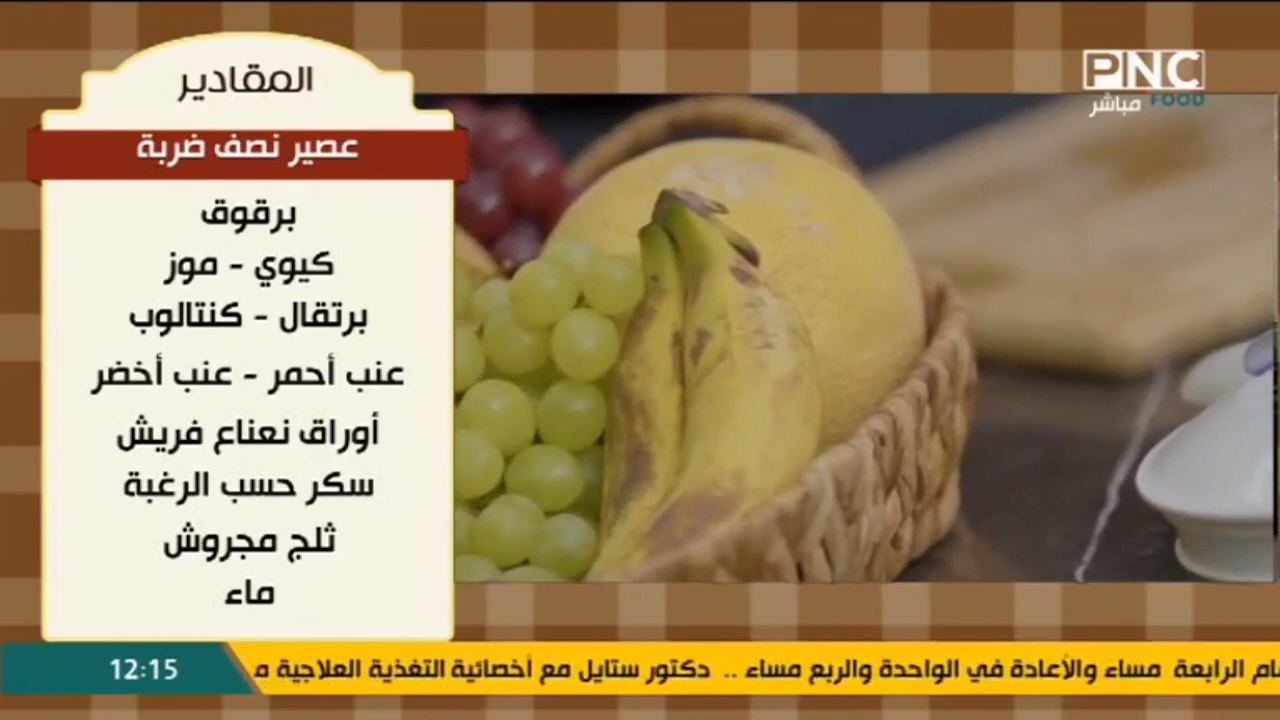 المقادير
عصير نصف ضربة
برقوق
كيوي - موز
برتقال - كنتالوب
عنب أحمر - عنب أخضر
أوراق نعناع فريش
سكر حسب الرغبة
ثلج مجروش
ماء
PNC
FOOD
مباشر
الرابعة مساء والأعادة في الواحدة والربع مساء .. دكتور ستايل مع أخصائية التغذية العلاجية
12:15